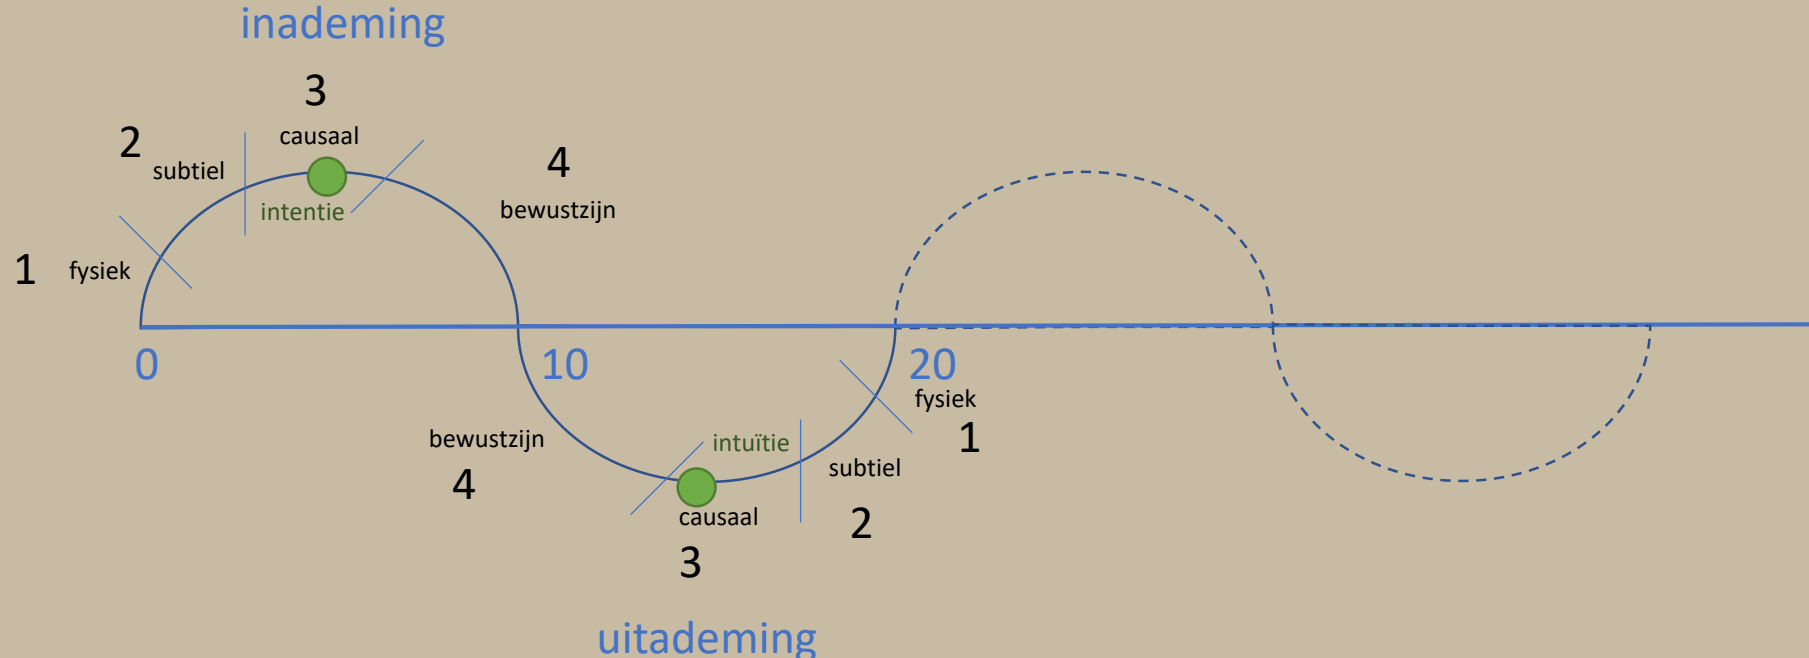 inademing
3
causaal
2
subtiel
intentie
4
bewustzijn
1 fysiek
0
10
20
fysiek
1
bewustzijn
4
intuïtie
subtiel
2
causaal
3
uitademing